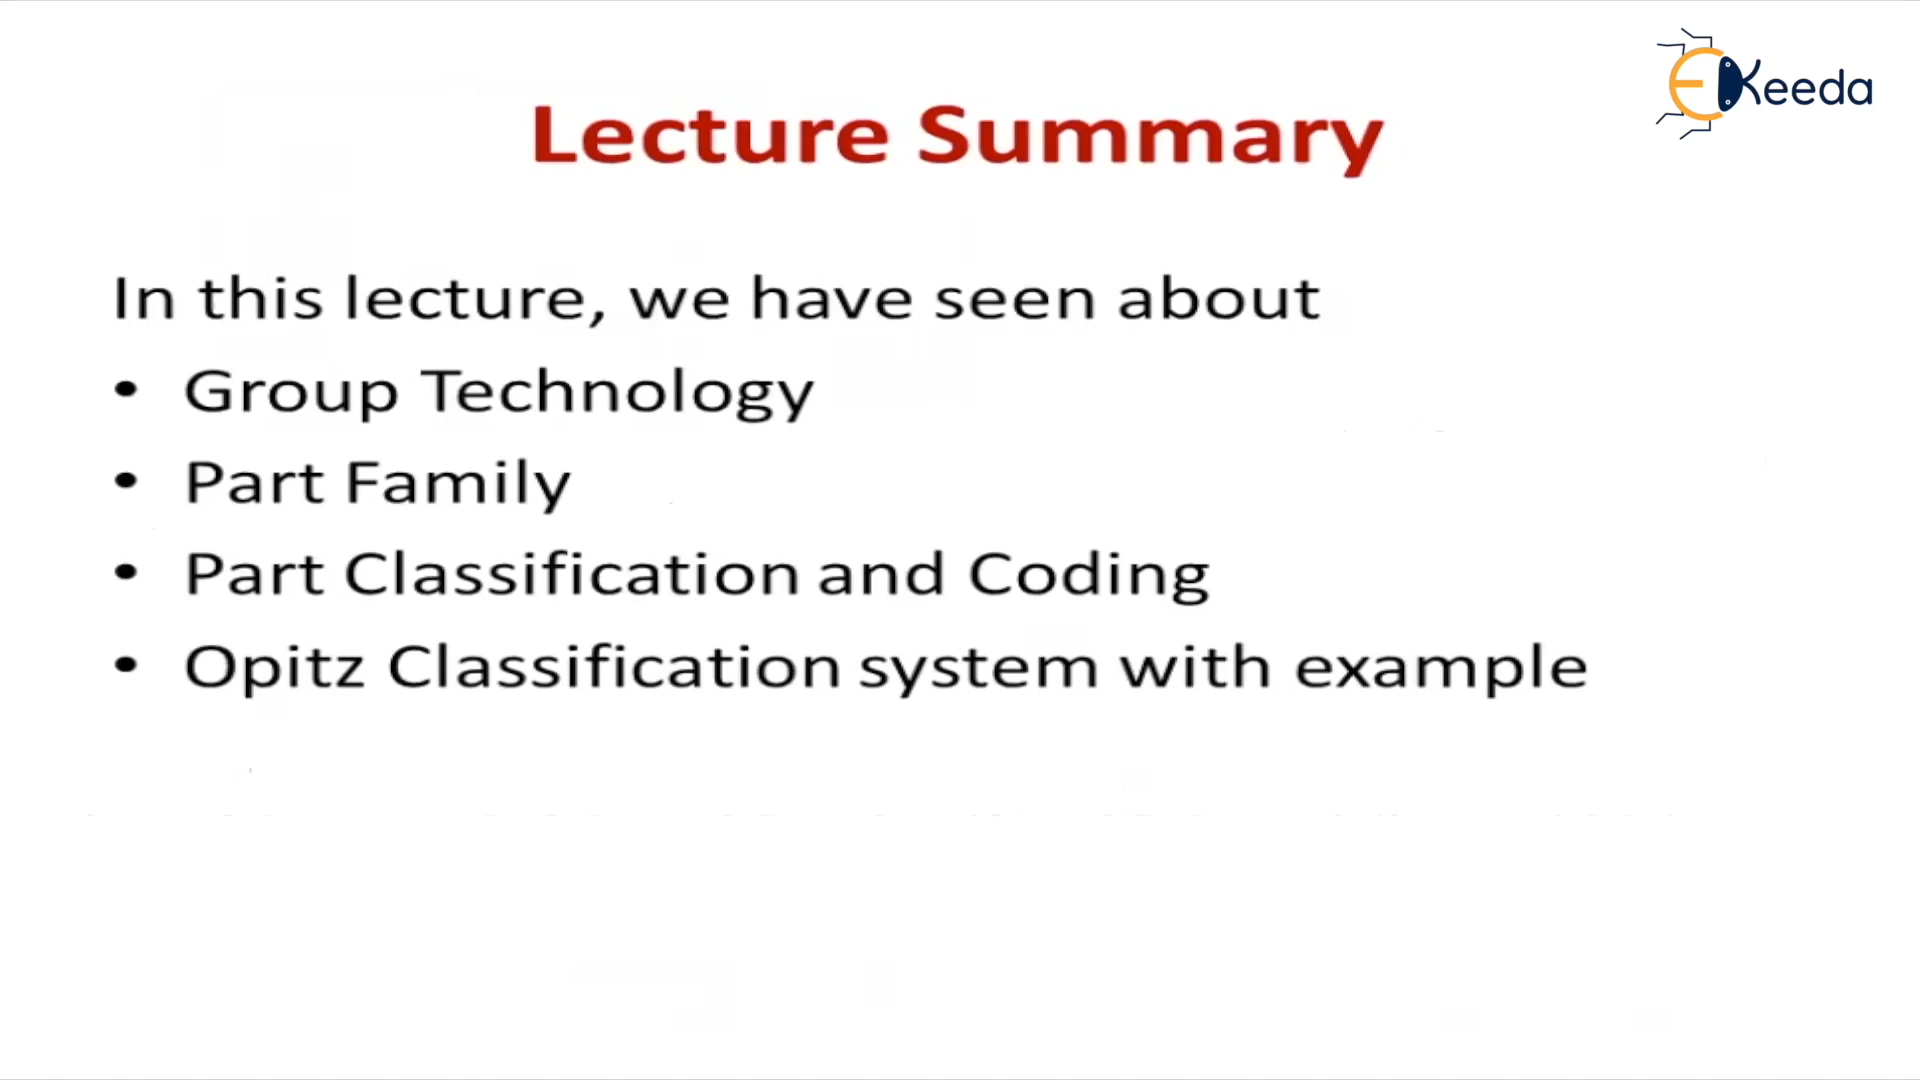 EKeeda
Lecture Summary
In this lecture, we have seen about
• Group Technology
• Part Family
• Part Classification and Coding
• Opitz Classification system with example